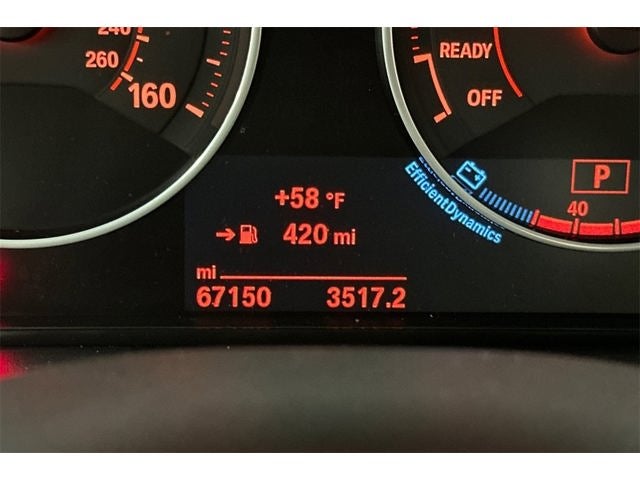 240
260
160
READY
OFF
P
EfficientDynamics
40
+58 °F
420 mi
mi
67150 3517.2